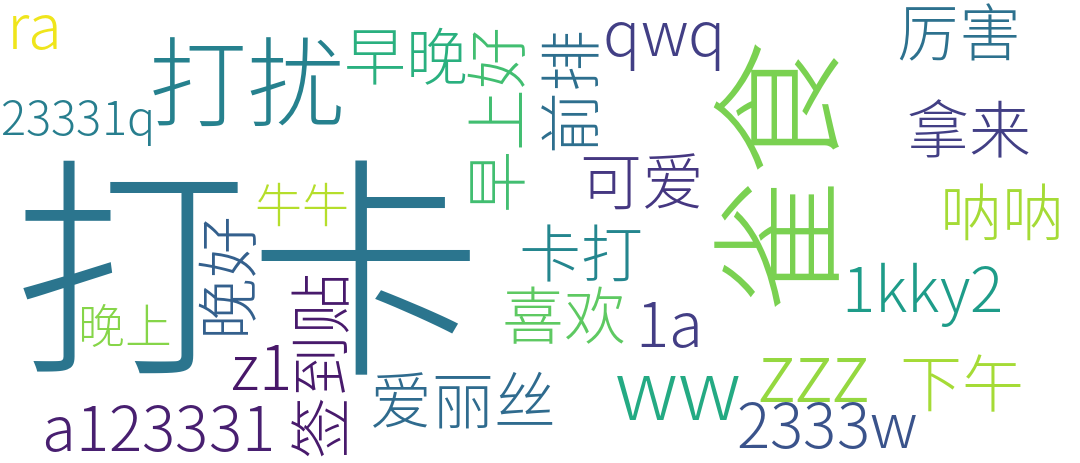 ra
打扰
早晚
早上好
前排
qwq
厉害
23331q
雀食
拿来
打卡
牛牛
可爱
呐呐
晚好
卡打
晚上
签到贴
喜欢
1a
1kky2
z1
爱丽丝
ww
zzz
下午
a123331
2333w